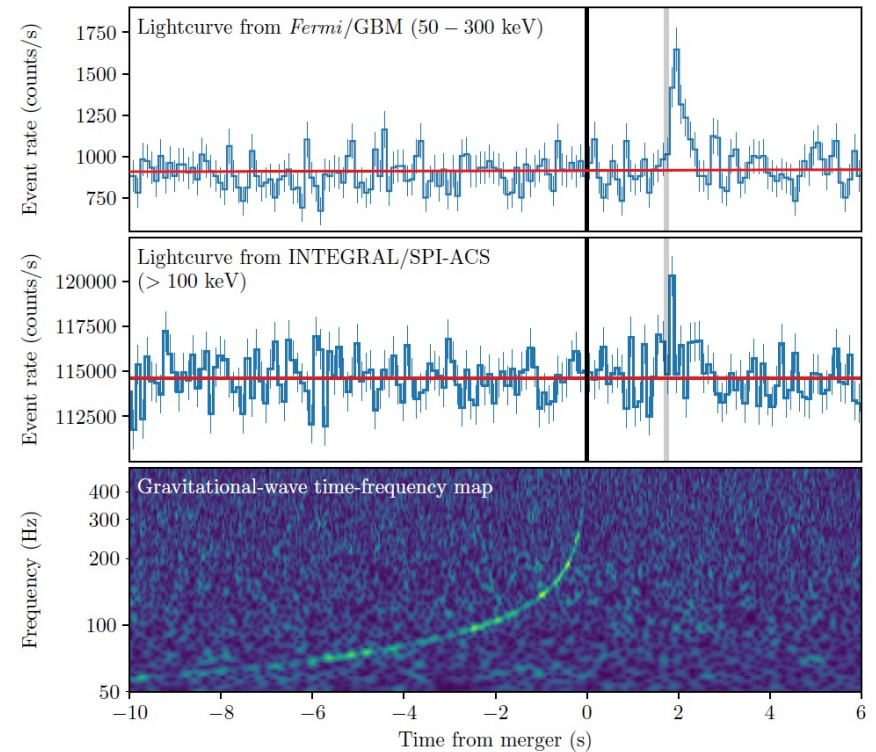 Lightcurve from Fermi/GBM (50 – 300 keV)
Event rate (counts/s)
1750
1500
1250
1000
750
Lightcurve from INTEGRAL/SPI-ACS
(> 100 keV)
Event rate (counts/s)
120000
117500
115000
112500
Gravitational-wave time-frequency map
Frequency (Hz)
400
300
200
100
50
−10 −8 −6 −4 −2 0 2 4 6
Time from merger (s)